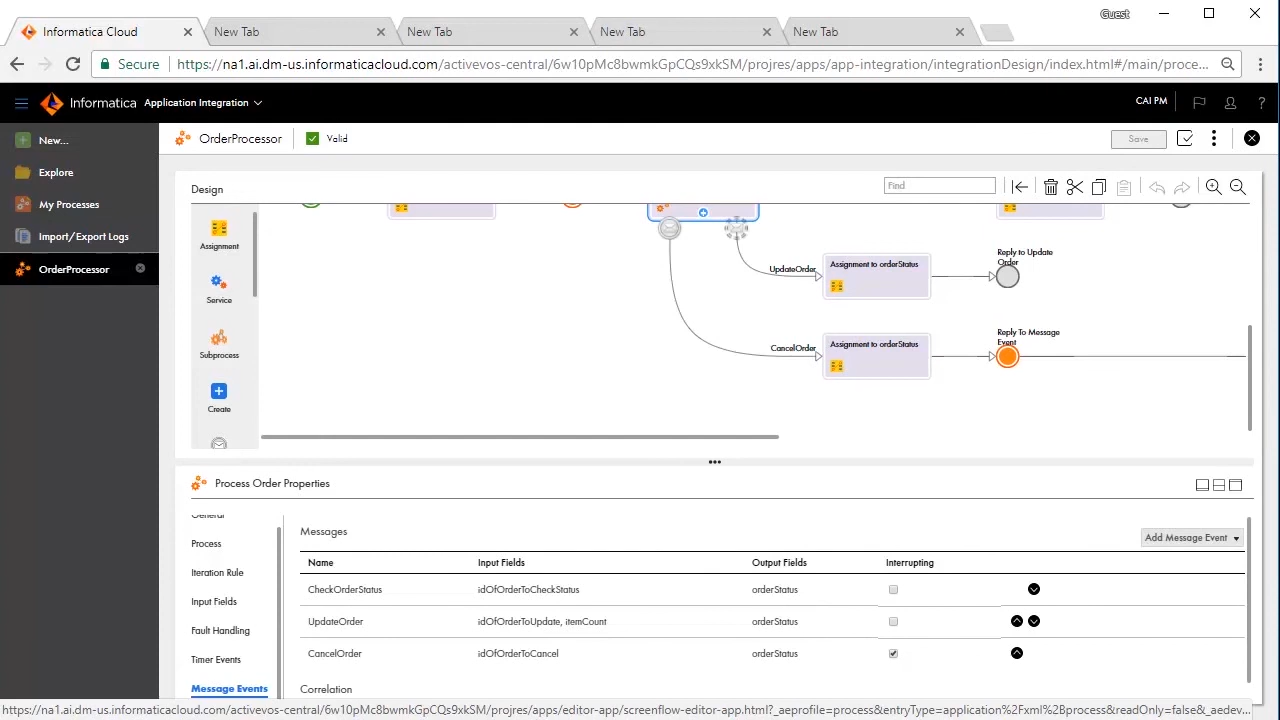 Guest
Informatica Cloud
New Tab
New Tab
New Tab
New Tab
Secure
https://na1.ai.dm-us.informaticacloud.com/activevos-central/6w10pMc8bwmkGpCQs9xkSM/projres/apps/app-integration/integrationDesign/index.html#/main/proce...
Informatica
Application Integration
CAI PM
?
New...
Explore
My Processes
Import/Export Logs
OrderProcessor
OrderProcessor
Valid
Save
Design
Find
Assignment
Service
Subprocess
Create
UpdateOrder
Assignment to orderStatus
Reply to Update
Order
CancelOrder
Assignment to orderStatus
Reply To Message
Event
Process Order Properties
General
Process
Iteration Rule
Input Fields
Fault Handling
Timer Events
Message Events
Messages
Add Message Event
Name Input Fields Output Fields Interrupting
CheckOrderStatus idOfOrderToCheckStatus orderStatus
UpdateOrder idOfOrderToUpdate, itemCount orderStatus
CancelOrder idOfOrderToCancel orderStatus
Correlation
https://na1.ai.dm-us.informaticacloud.com/activevos-central/6w10pMc8bwmkGpCQs9xkSM/projres/apps/editor-app/screenflow-editor-app.html?_aeprofile=process&entryType=application%2Fxml%2Bprocess&readOnly=false&_aedev...